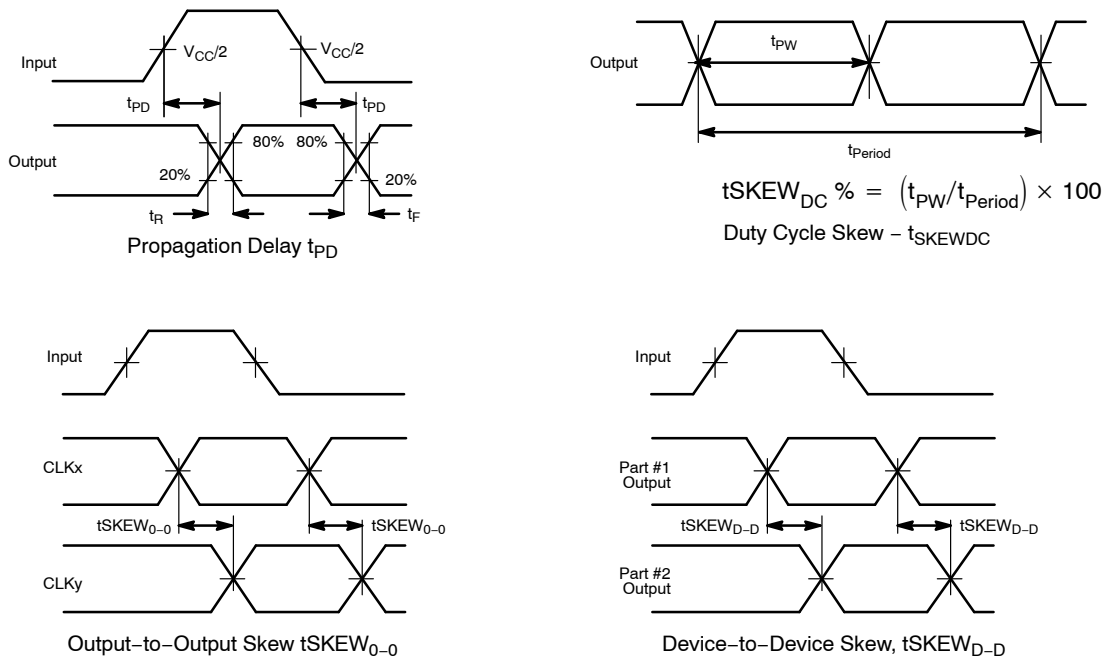 Input
V_CC/2
V_CC/2
t_PD
t_PD
Output
80%
80%
20%
20%
t_R
t_F
Propagation Delay t_PD
Output
t_PW
t_Period
tSKEW_DC % = (t_PW/t_Period) × 100
Duty Cycle Skew − t_SKEWDC
Input
CLKx
tSKEW_0−0
tSKEW_0−0
CLKy
Output−to−Output Skew tSKEW_0−0
Input
Part #1
Output
tSKEW_D−D
tSKEW_D−D
Part #2
Output
Device−to−Device Skew, tSKEW_D−D